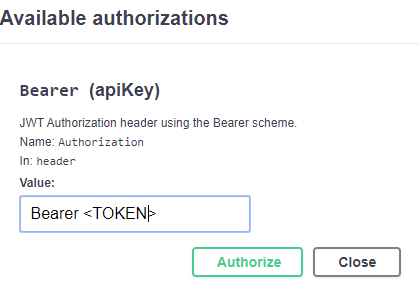 Available authorizations
Bearer (apiKey)
JWT Authorization header using the Bearer scheme.
Name: Authorization
In: header
Value:
Bearer <TOKEN>
Authorize Close